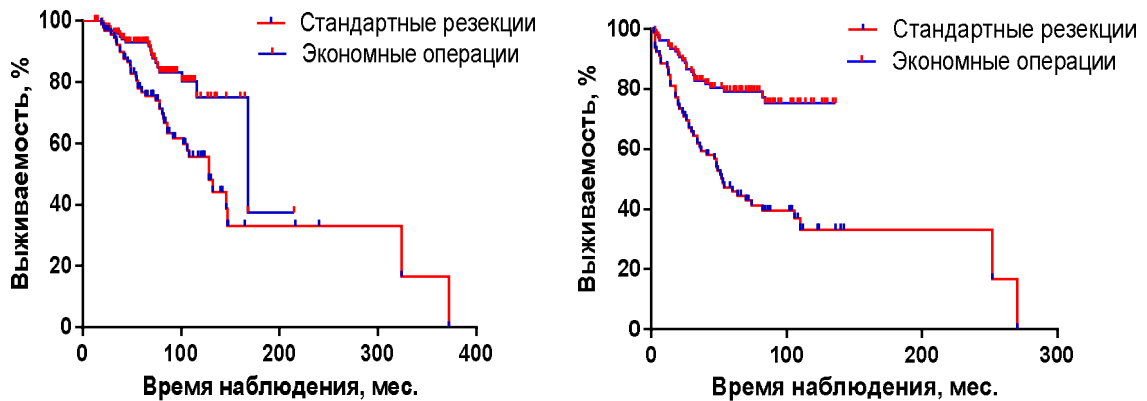 Стандартные резекции
Экономные операции
Выживаемость, %
100
80
60
40
20
0
0 100 200 300 400
Время наблюдения, мес.
Стандартные резекции
Экономные операции
Выживаемость, %
100
80
60
40
20
0
0 100 200 300
Время наблюдения, мес.